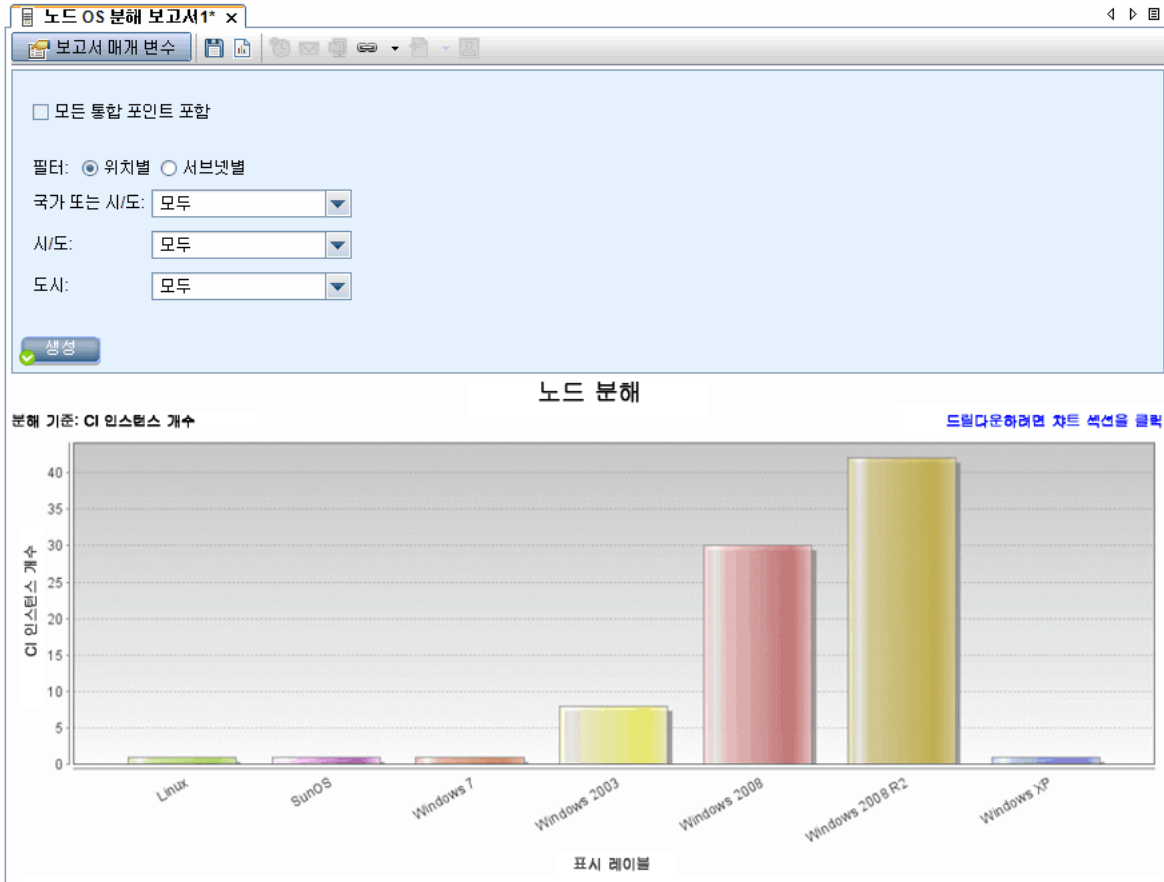 노드 OS 분해 보고서1* ×
보고서 매개 변수
모든 통합 포인트 포함
필터: 위치별 서브넷별
국가 또는 시/도: 모두
시/도: 모두
도시: 모두
생성
노드 분해
분해 기준: CI 인스턴스 개수
드릴다운하려면 챠트 섹션을 클릭
CI 인스턴스 개수
40
35
30
25
20
15
10
5
0
Linux
SunOS
Windows 7
Windows 2003
Windows 2008
Windows 2008 R2
Windows XP
표시 레이블